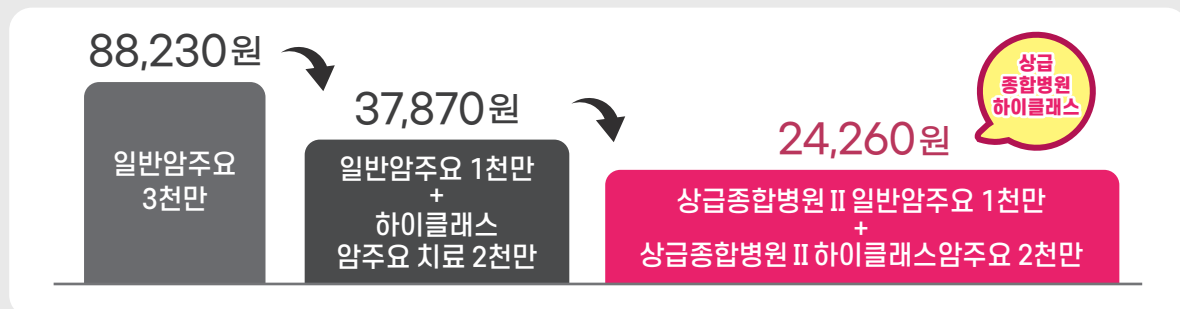 88,230원
일반암주요
3천만
37,870원
일반암주요 1천만
+
하이클래스
암주요 치료 2천만
상급
종합병원
하이클래스
24,260원
상급종합병원 II 일반암주요 1천만
+
상급종합병원 II 하이클래스암주요 2천만